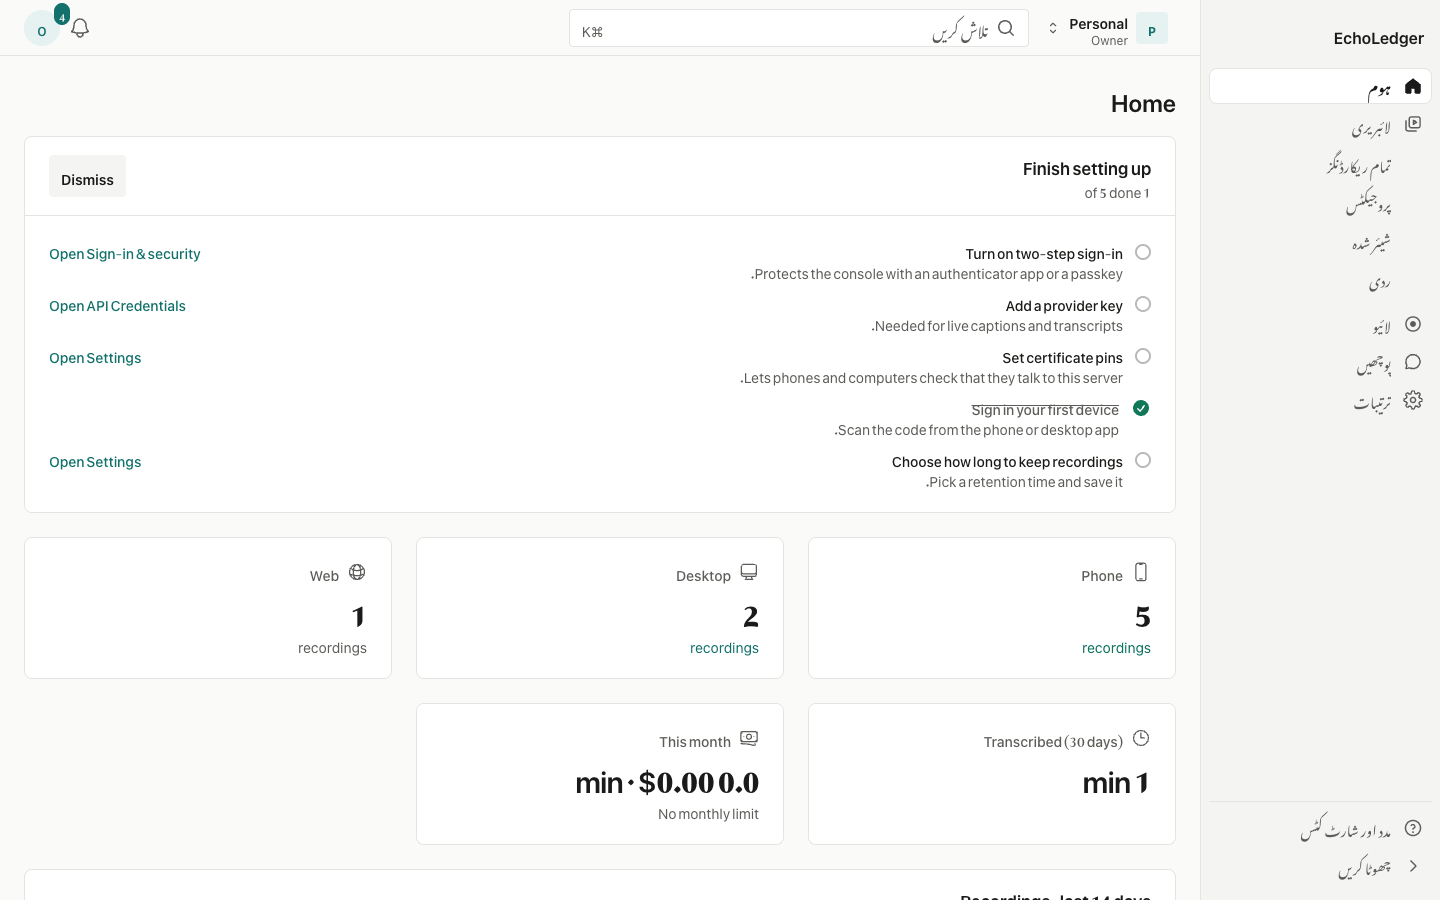 EchoLedger
ہوم
لائبریری
تمام ریکارڈنگز
پروجیکٹس
شیئر شدہ
ردی
لائیو
پوچھیں
ترتیبات
مدد اور شارٹ کٹس
چھوٹا کریں
P
Personal
Owner
تلاش کریں
K⌘
4
O
Home
Finish setting up
of 5 done 1
Dismiss
Turn on two-step sign-in
.Protects the console with an authenticator app or a passkey
Open Sign-in & security
Add a provider key
.Needed for live captions and transcripts
Open API Credentials
Set certificate pins
.Lets phones and computers check that they talk to this server
Open Settings
Sign in your first device
.Scan the code from the phone or desktop app
Choose how long to keep recordings
.Pick a retention time and save it
Open Settings
Phone
5
recordings
Desktop
2
recordings
Web
1
recordings
Transcribed (30 days)
min 1
This month
min · $0.00 0.0
No monthly limit
Recordings, last 14 days